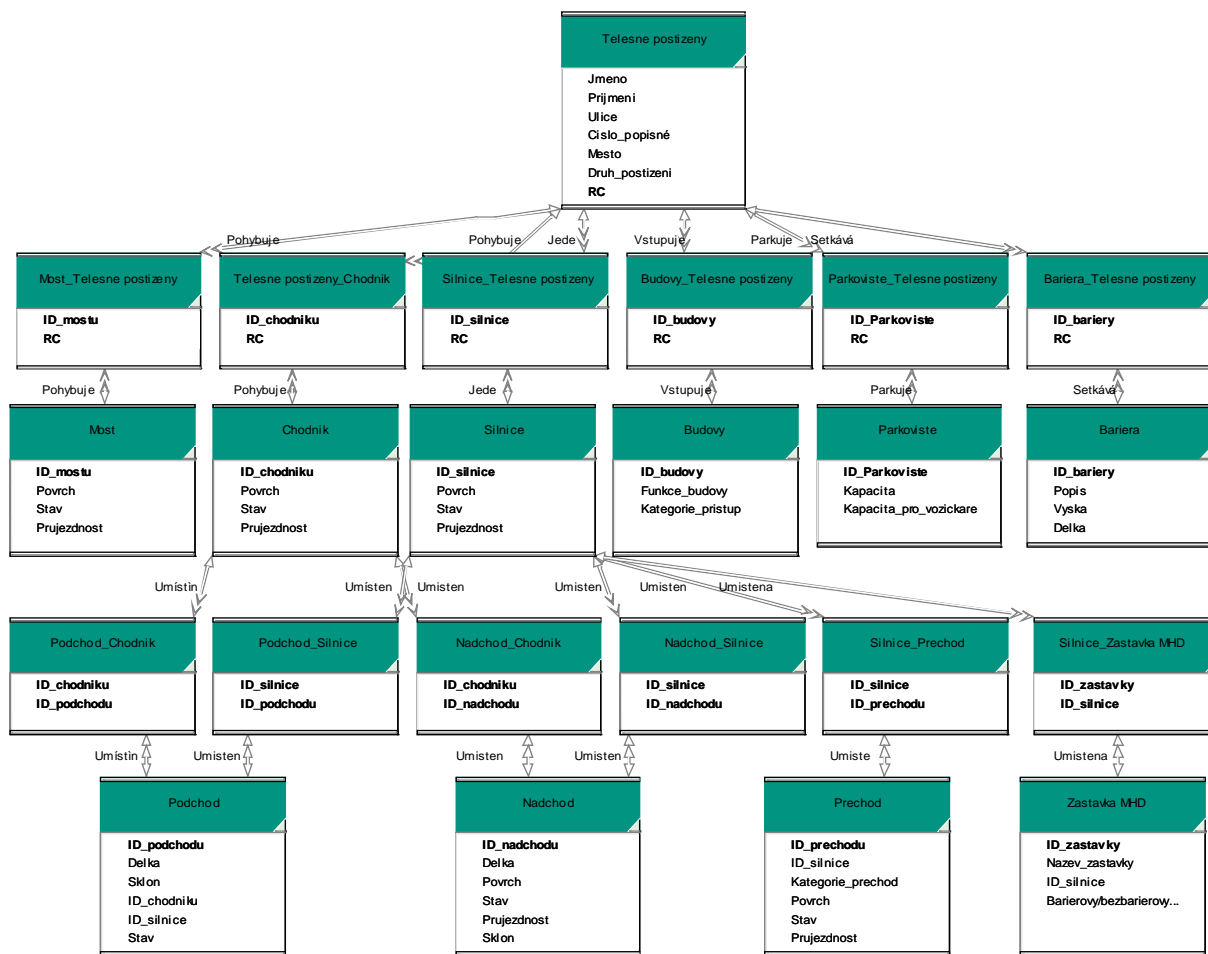 Telesne postizeny
Jmeno
Prijmeni
Ulice
Cislo_popisné
Mesto
Druh_postizeni
RC
Pohybuje
Pohybuje
Jede
Vstupuje
Parkuje
Setkává
Most_Telesne postizeny
ID_mostu
RC
Telesne postizeny_Chodnik
ID_chodniku
RC
Silnice_Telesne postizeny
ID_silnice
RC
Budovy_Telesne postizeny
ID_budovy
RC
Parkoviste_Telesne postizeny
ID_Parkoviste
RC
Bariera_Telesne postizeny
ID_bariery
RC
Pohybuje
Pohybuje
Jede
Vstupuje
Parkuje
Setkává
Most
ID_mostu
Povrch
Stav
Prujezdnost
Chodnik
ID_chodniku
Povrch
Stav
Prujezdnost
Silnice
ID_silnice
Povrch
Stav
Prujezdnost
Budovy
ID_budovy
Funkce_budovy
Kategorie_pristup
Parkoviste
ID_Parkoviste
Kapacita
Kapacita_pro_vozickare
Bariera
ID_bariery
Popis
Vyska
Delka
Umístìn
Umísten
Umisten
Umisten
Umisten
Umistena
Podchod_Chodnik
ID_chodniku
ID_podchodu
Podchod_Silnice
ID_silnice
ID_podchodu
Nadchod_Chodnik
ID_chodniku
ID_nadchodu
Nadchod_Silnice
ID_silnice
ID_nadchodu
Silnice_Prechod
ID_silnice
ID_prechodu
Silnice_Zastavka MHD
ID_zastavky
ID_silnice
Umístìn
Umisten
Umisten
Umisten
Umiste
Umistena
Podchod
ID_podchodu
Delka
Sklon
ID_chodniku
ID_silnice
Stav
Nadchod
ID_nadchodu
Delka
Povrch
Stav
Prujezdnost
Sklon
Prechod
ID_prechodu
ID_silnice
Kategorie_prechod
Povrch
Stav
Prujezdnost
Zastavka MHD
ID_zastavky
Nazev_zastavky
ID_silnice
Barierovy/bezbarierovy...